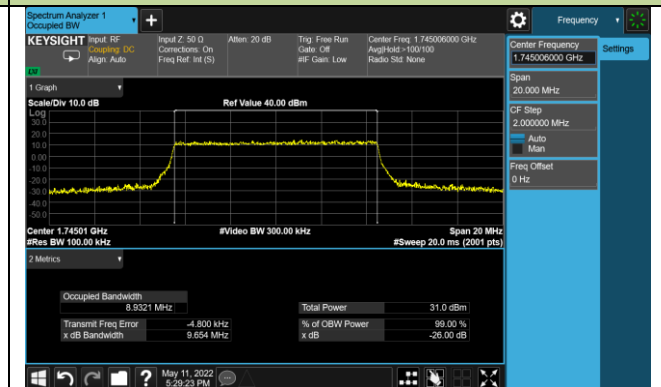 Spectrum Analyzer 1
Occupied BW
Frequency
KEYSIGHT
Input: RF
Coupling: DC
Align: Auto
Input Z: 50 Ω
Corrections: On
Freq Ref: Int (S)
Atten: 20 dB
Trig: Free Run
Gate: Off
#IF Gain: Low
Center Freq: 1.745006000 GHz
Avg|Hold:>100/100
Radio Std: None
Center Frequency
1.745006000 GHz
Settings
Span
20.000 MHz
CF Step
2.000000 MHz
Auto
Man
Freq Offset
0 Hz
1 Graph
Scale/Div 10.0 dB
Ref Value 40.00 dBm
Log
30.0
20.0
10.0
0.00
-10.0
-20.0
-30.0
-40.0
-50.0
Center 1.74501 GHz
#Video BW 300.00 kHz
Span 20 MHz
#Res BW 100.00 kHz
#Sweep 20.0 ms (2001 pts)
2 Metrics
Occupied Bandwidth
8.9321 MHz
Total Power
31.0 dBm
Transmit Freq Error
-4.800 kHz
% of OBW Power
99.00 %
x dB Bandwidth
9.654 MHz
x dB
-26.00 dB
May 11, 2022
5:29:23 PM